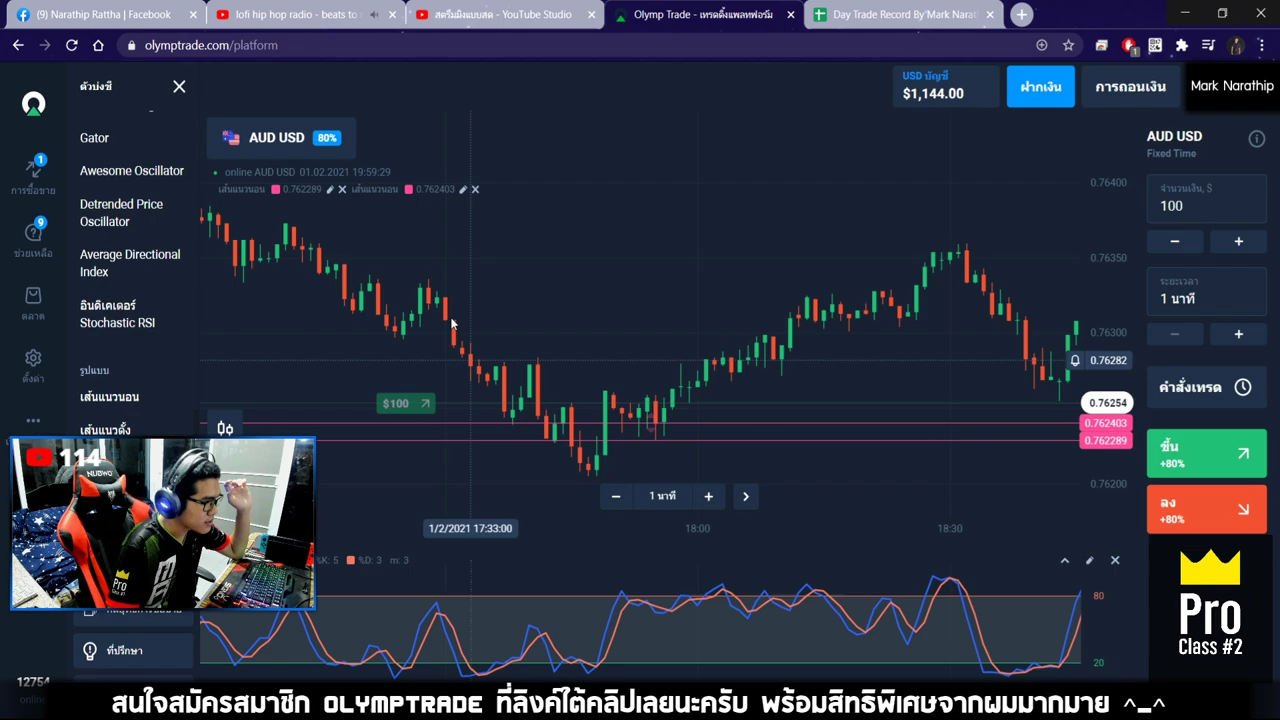 (9) Narathip Rattha | Facebook
lofi hip hop radio - beats to r
สตรีมมิงแบบสด - YouTube Studio
Olymp Trade - เทรดดิ้งแพลทฟอร์ม
Day Trade Record By Mark Narat
olymptrade.com/platform
1
ตัวบ่งชี้
USD บัญชี
$1,144.00
ฝากเงิน
การถอนเงิน
Mark Narathip
Gator
Awesome Oscillator
Detrended Price
Oscillator
Average Directional
Index
อินดิเคเตอร์
Stochastic RSI
รูปแบบ
เส้นแนวนอน
เส้นแนวตั้ง
1
การซื้อขาย
9
ช่วยเหลือ
ตลาด
ตั้งค่า
AUD USD 80%
online AUD USD 01.02.2021 19:59:29
เส้นแนวนอน 0.762289 เส้นแนวนอน 0.762403
0.76400
0.76350
0.76300
0.76282
0.76254
0.762403
0.762289
0.76200
$100
1 นาที
1/2/2021 17:33:00
18:00
18:30
AUD USD
Fixed Time
จำนวนเงิน, $
100
ระยะเวลา
1 นาที
คำสั่งเทรด
ขึ้น
+80%
ลง
+80%
114
NUBWO
Pro
%K: 5 %D: 3 m: 3
80
20
ที่ปรึกษา
12754
Pro
Class #2
สนใจสมัครสมาชิก OLYMPTRADE ที่ลิงค์ใต้คลิปเลยนะครับ พร้อมสิทธิพิเศษจากผมมากมาย ^_^